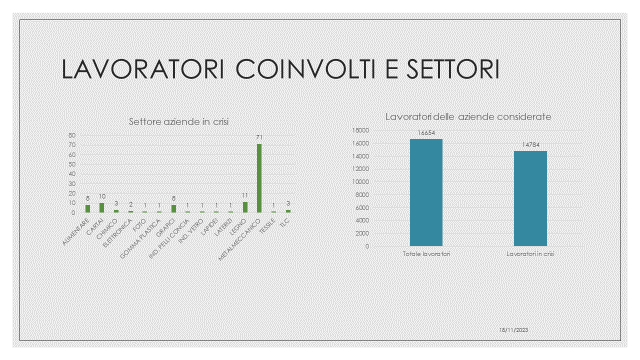 LAVORATORI COINVOLTI E SETTORI
Settore aziende in crisi
80
70
60
50
40
30
20
10
0
8
10
3
2
1
1
8
1
1
1
1
11
71
1
3
ALIMENTARE
CARTAI
CHIMICO
ELETTRONICA
FOTO
GOMMA PLASTICA
GRAFICI
IND. PELLI CONCIA
IND. VETRO
LAPIDEI
LATERIZI
LEGNO
METALMECCANICO
TESSILE
TLC
Lavoratori delle aziende considerate
18000
16000
14000
12000
10000
8000
6000
4000
2000
0
16654
14784
Totale lavoratori
Lavoratori in crisi
18/11/2023